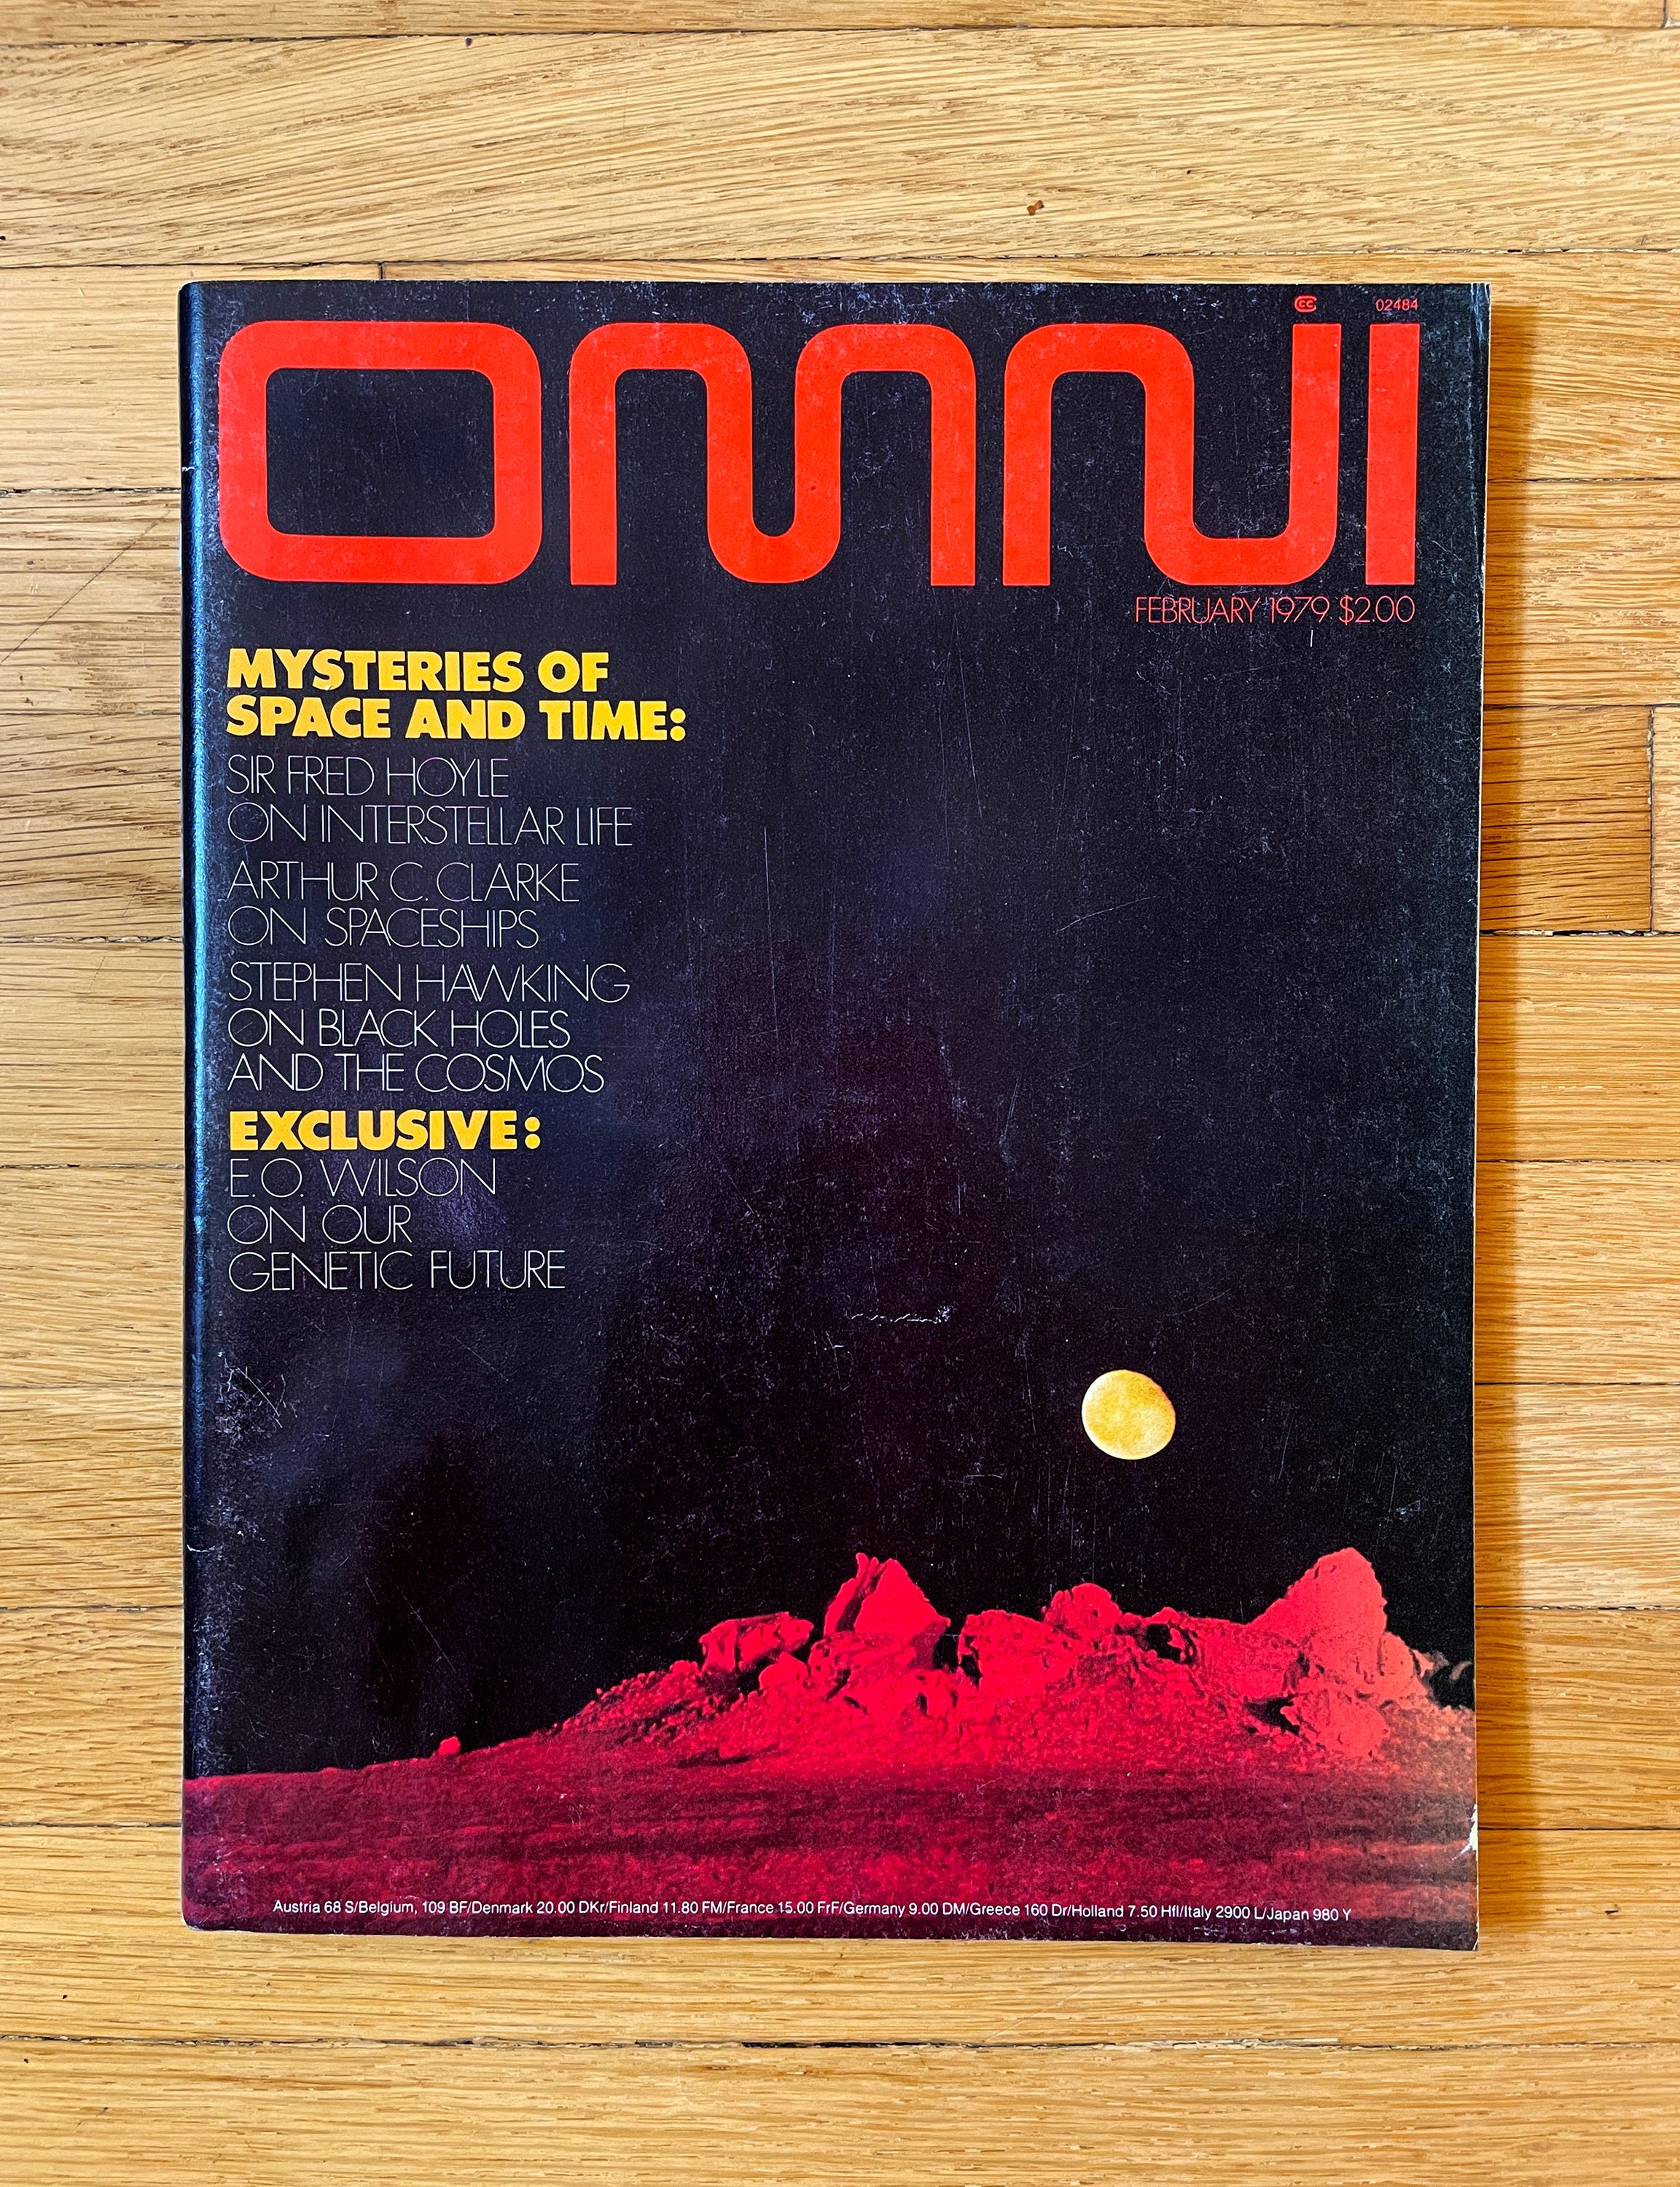 CC 02484
OMNI
FEBRUARY 1979 $2.00
MYSTERIES OF
SPACE AND TIME:
SIR FRED HOYLE
ON INTERSTELLAR LIFE
ARTHUR C. CLARKE
ON SPACESHIPS
STEPHEN HAWKING
ON BLACK HOLES
AND THE COSMOS
EXCLUSIVE:
E.O. WILSON
ON OUR
GENETIC FUTURE
Austria 68 S/Belgium, 109 BF/Denmark 20.00 DKr/Finland 11.80 FM/France 15.00 FrF/Germany 9.00 DM/Greece 160 Dr/Holland 7.50 Hfl/Italy 2900 L/Japan 980 Y